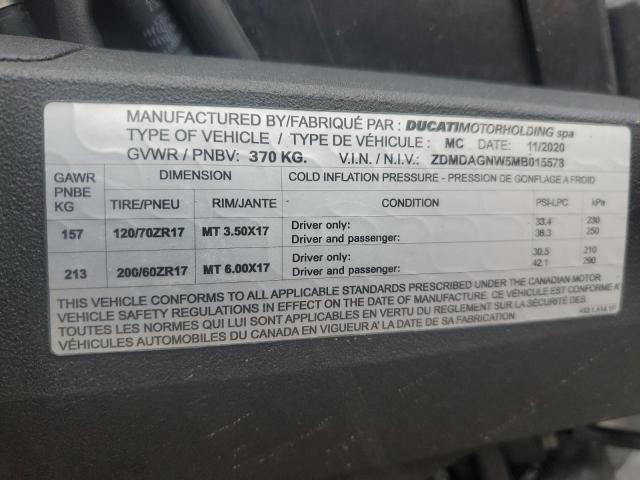 MANUFACTURED BY/FABRIQUÉ PAR : DUCATIMOTORHOLDING spa
TYPE OF VEHICLE / TYPE DE VÉHICULE : MC DATE: 11/2020
GVWR / PNBV: 370 KG. V.I.N. / N.I.V.: ZDMDAGNW5MB015578
GAWR PNBE KG DIMENSION COLD INFLATION PRESSURE - PRESSION DE GONFLAGE A FROID
TIRE/PNEU RIM/JANTE CONDITION PSI-LPC kPa
157 120/70ZR17 MT 3.50X17 Driver only: 33.4 230
Driver and passenger: 36.3 250
213 200/60ZR17 MT 6.00X17 Driver only: 30.5 210
Driver and passenger: 42.1 290
THIS VEHICLE CONFORMS TO ALL APPLICABLE STANDARDS PRESCRIBED UNDER THE CANADIAN MOTOR
VEHICLE SAFETY REGULATIONS IN EFFECT ON THE DATE OF MANUFACTURE. CE VÉHICULE EST CONFORME A'
TOUTES LES NORMES QUI LUI SONT APPLICABLES EN VERTU DU REGLEMENT SUR LA SÉCURITÉ DES
VÉHICULES AUTOMOBILES DU CANADA EN VIGUEUR A' LA DATE DE SA FABRICATION.